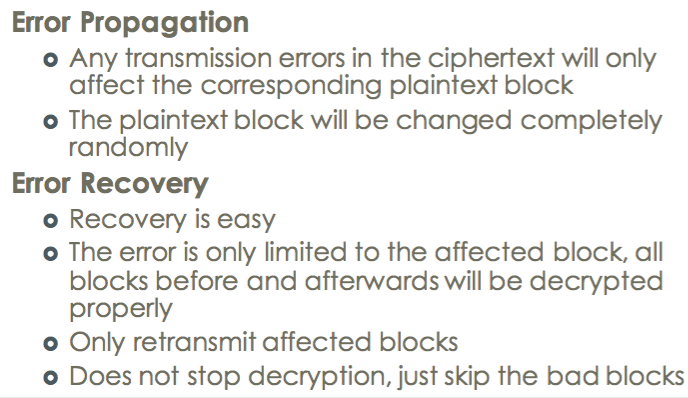 Error Propagation
Any transmission errors in the ciphertext will only
affect the corresponding plaintext block
The plaintext block will be changed completely
randomly
Error Recovery
Recovery is easy
The error is only limited to the affected block, all
blocks before and afterwards will be decrypted
properly
Only retransmit affected blocks
Does not stop decryption, just skip the bad blocks